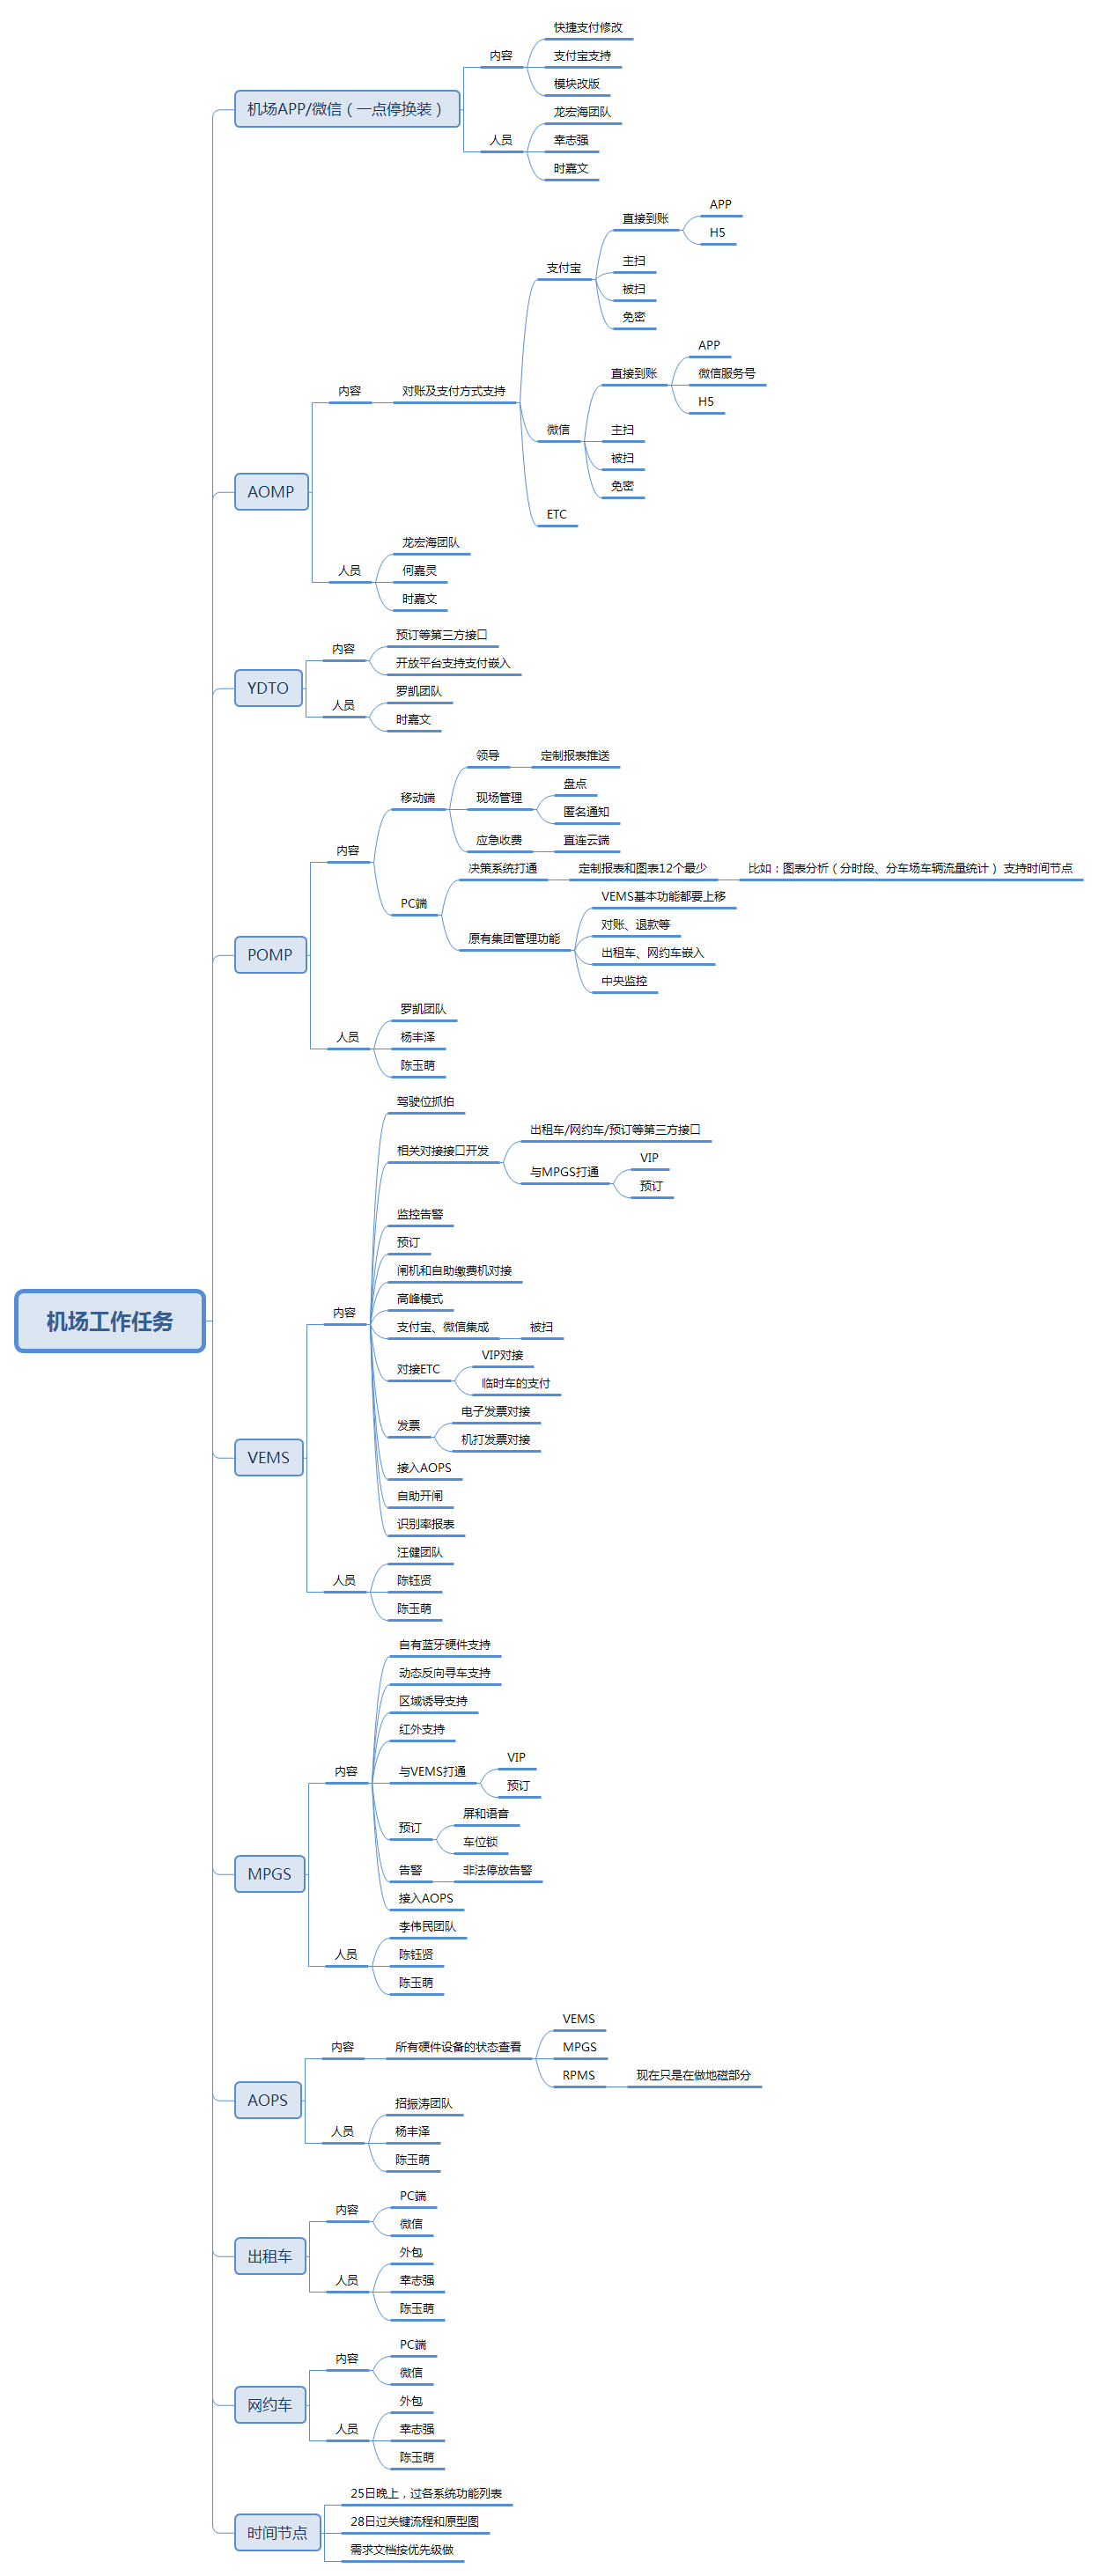 机场工作任务
机场APP/微信（一点停换装）
内容
快捷支付修改
支付宝支持
模块改版
人员
龙宏海团队
幸志强
时嘉文
AOMP
内容
对账及支付方式支持
支付宝
直接到账
APP
H5
主扫
被扫
免密
微信
直接到账
APP
微信服务号
H5
主扫
被扫
免密
ETC
人员
龙宏海团队
何嘉灵
时嘉文
YDTO
内容
预订等第三方接口
开放平台支持支付嵌入
人员
罗凯团队
时嘉文
POMP
内容
移动端
领导
定制报表推送
现场管理
盘点
匿名通知
应急收费
直连云端
PC端
决策系统打通
定制报表和图表12个最少
比如：图表分析（分时段、分车场车辆流量统计） 支持时间节点
原有集团管理功能
VEMS基本功能都要上移
对账、退款等
出租车、网约车嵌入
中央监控
人员
罗凯团队
杨丰泽
陈玉萌
VEMS
内容
驾驶位抓拍
相关对接接口开发
出租车/网约车/预订等第三方接口
与MPGS打通
VIP
预订
监控告警
预订
闸机和自助缴费机对接
高峰模式
支付宝、微信集成
被扫
对接ETC
VIP对接
临时车的支付
发票
电子发票对接
机打发票对接
接入AOPS
自助开闸
识别率报表
人员
汪健团队
陈钰贤
陈玉萌
MPGS
内容
自有蓝牙硬件支持
动态反向寻车支持
区域诱导支持
红外支持
与VEMS打通
VIP
预订
预订
屏和语音
车位锁
告警
非法停放告警
接入AOPS
人员
李伟民团队
陈钰贤
陈玉萌
AOPS
内容
所有硬件设备的状态查看
VEMS
MPGS
RPMS
现在只是在做地磁部分
人员
招振涛团队
杨丰泽
陈玉萌
出租车
内容
PC端
微信
人员
外包
幸志强
陈玉萌
网约车
内容
PC端
微信
人员
外包
幸志强
陈玉萌
时间节点
25日晚上，过各系统功能列表
28日过关键流程和原型图
需求文档按优先级做